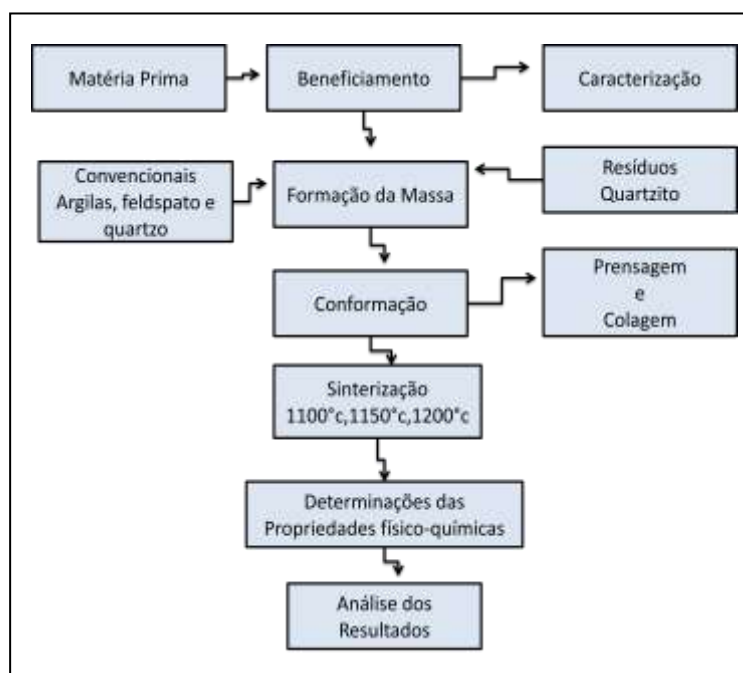 Matéria Prima
Beneficiamento
Caracterização
Convencionais
Argilas, feldspato e
quartzo
Formação da Massa
Resíduos
Quartzito
Conformação
Prensagem
e
Colagem
Sinterização
1100°c,1150°c,1200°c
Determinações das
Propriedades físico-químicas
Análise dos
Resultados